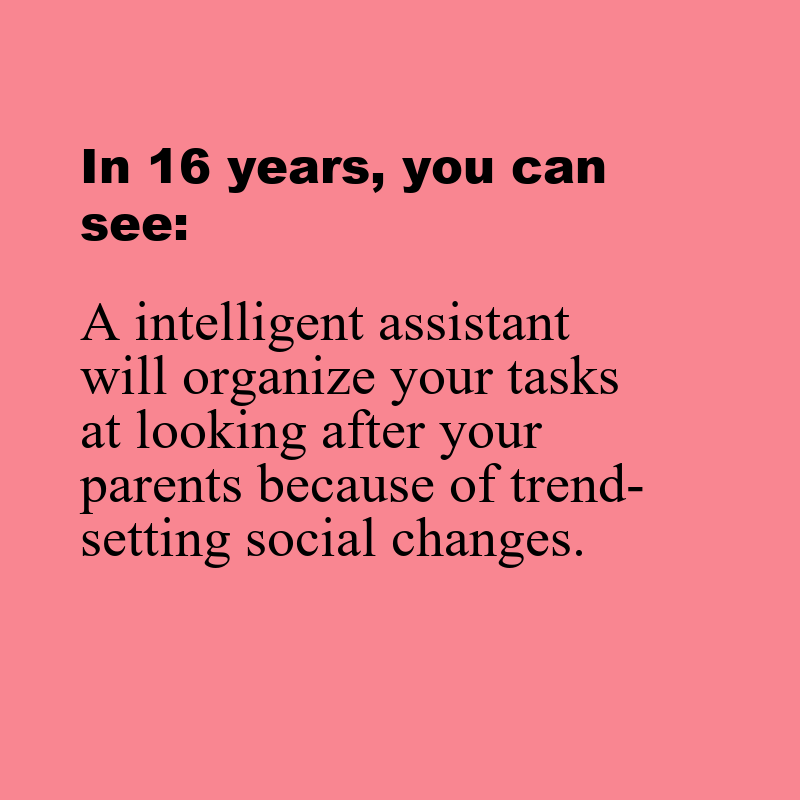 In 16 years, you can
see:
A intelligent assistant
will organize your tasks
at looking after your
parents because of trend-
setting social changes.